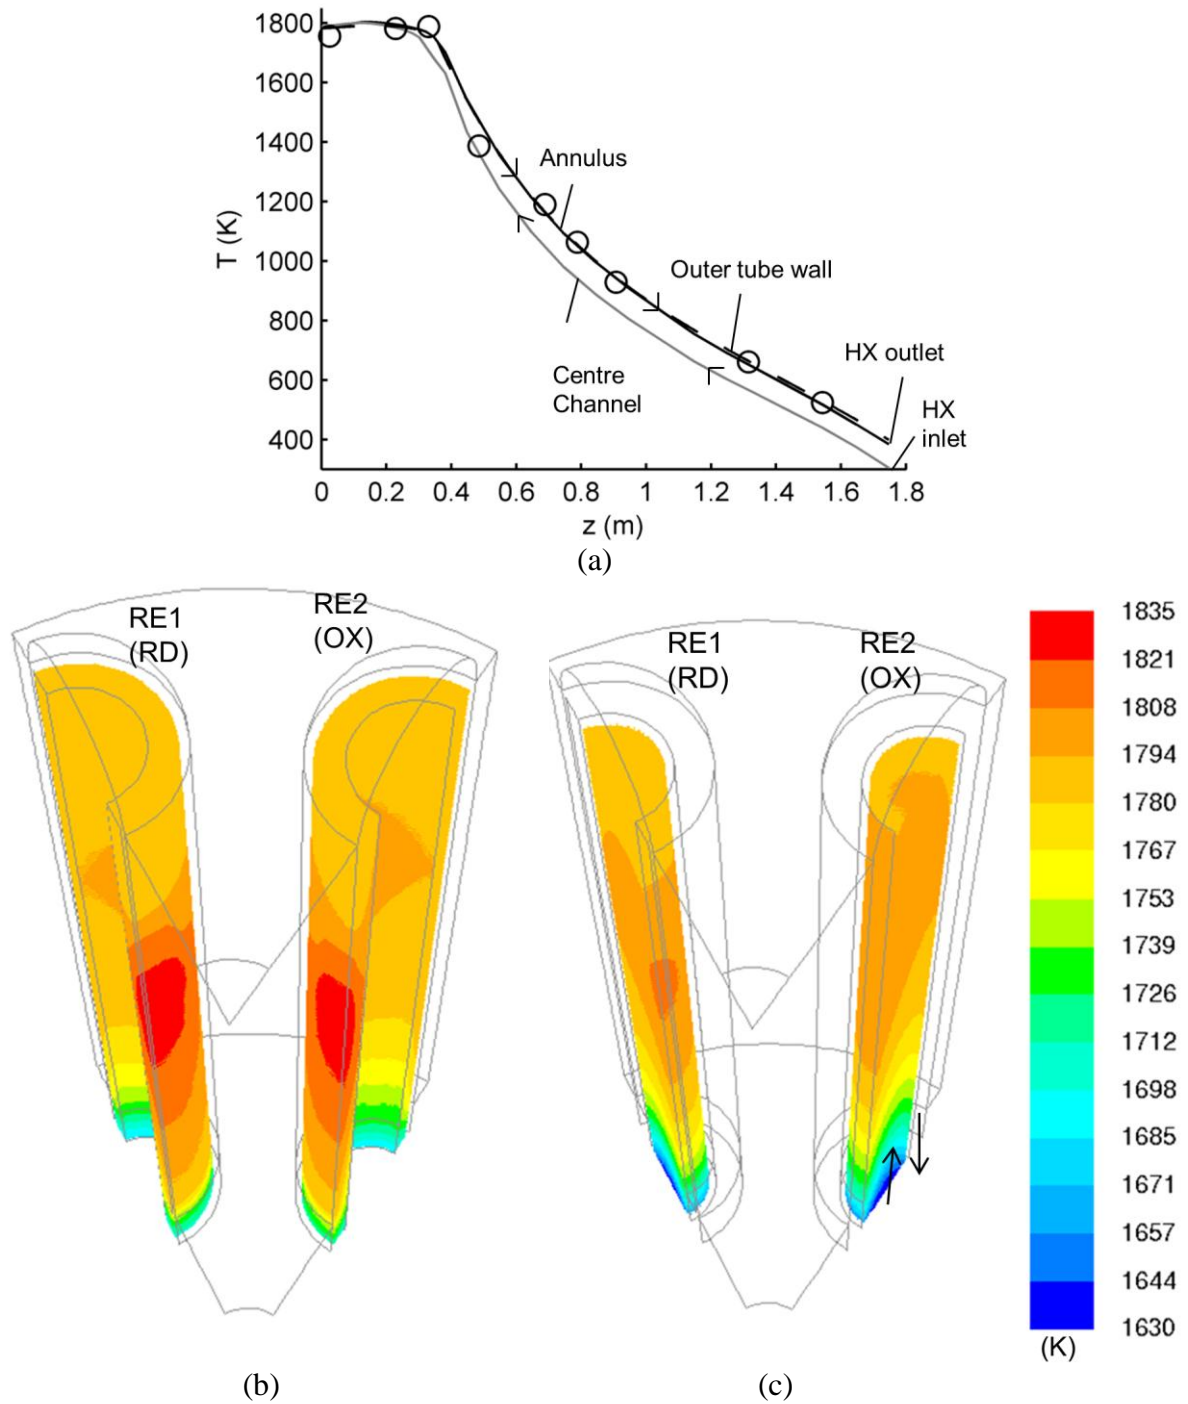 1800
1600
1400
1200
1000
800
600
400
T (K)
Annulus
Outer tube wall
Centre
Channel
HX outlet
HX
inlet
0 0.2 0.4 0.6 0.8 1 1.2 1.4 1.6 1.8
z (m)
(a)
RE1
(RD)
RE2
(OX)
RE1
(RD)
RE2
(OX)
1835
1821
1808
1794
1780
1767
1753
1739
1726
1712
1698
1685
1671
1657
1644
1630
(K)
(b)
(c)